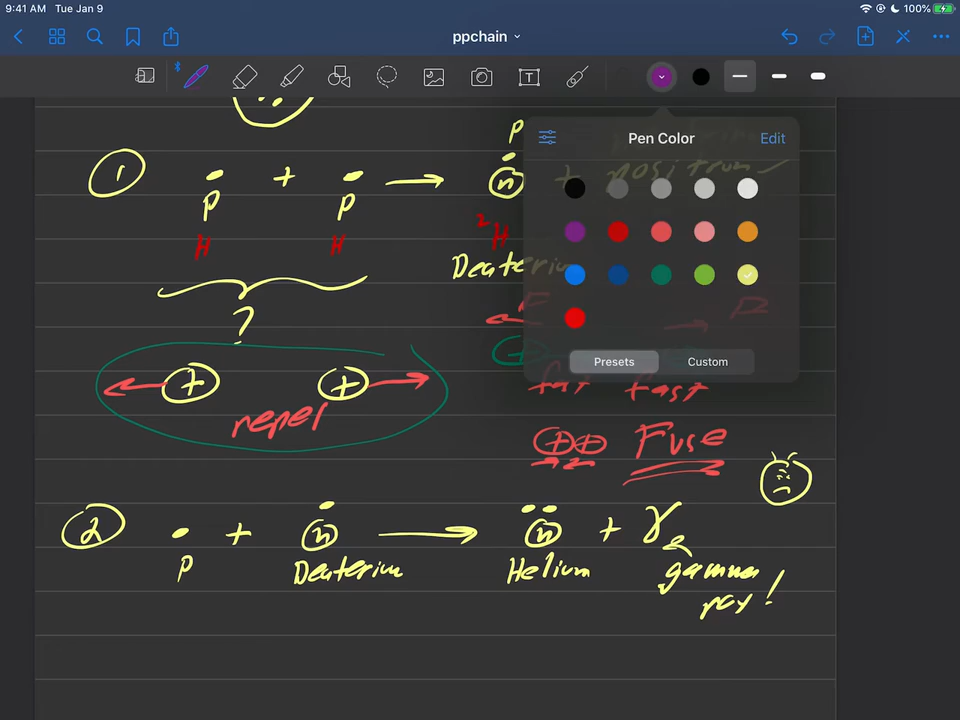 9:41 AM Tue Jan 9 100%
ppchain
T
Pen Color Edit
P
1 p + p → n + positron
H H ²H
Deuterium
?
+ + 
repel
Presets Custom
fast fast
++ Fuse
2 p + n → n + γ
Deuterium Helium gamma
ray!